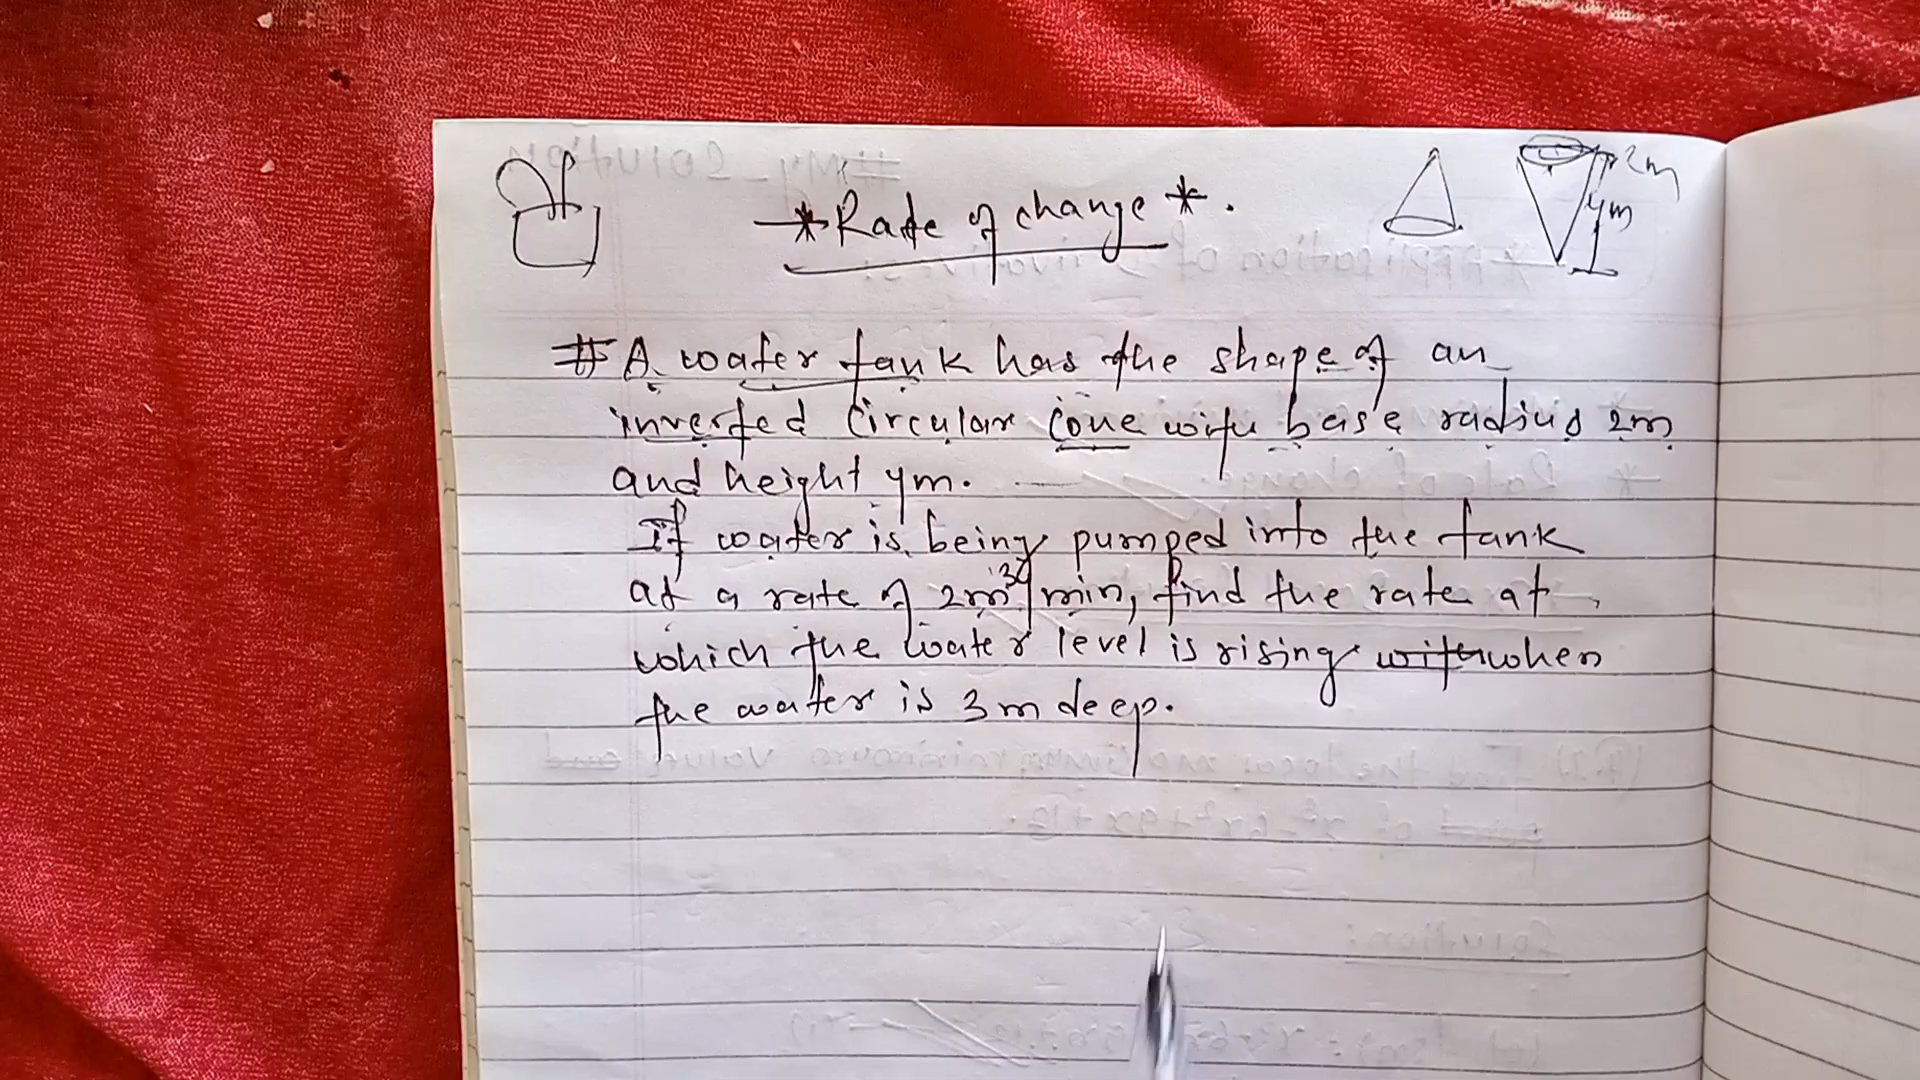 *Rate of change*.
2m
4m
# A water tank has the shape of an
inverted circular cone with base radius 2m
and height 4m.
If water is being pumped into the tank
at a rate of 2m³/min, find the rate at
which the water level is rising when
the water is 3m deep.